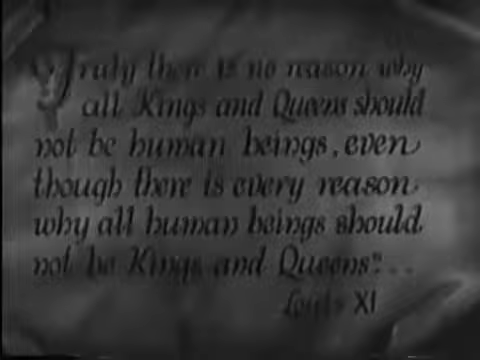 Truly there is no reason why
all Kings and Queens should
not be human beings, even
though there is every reason
why all human beings should
not be Kings and Queens"...
Louis XI